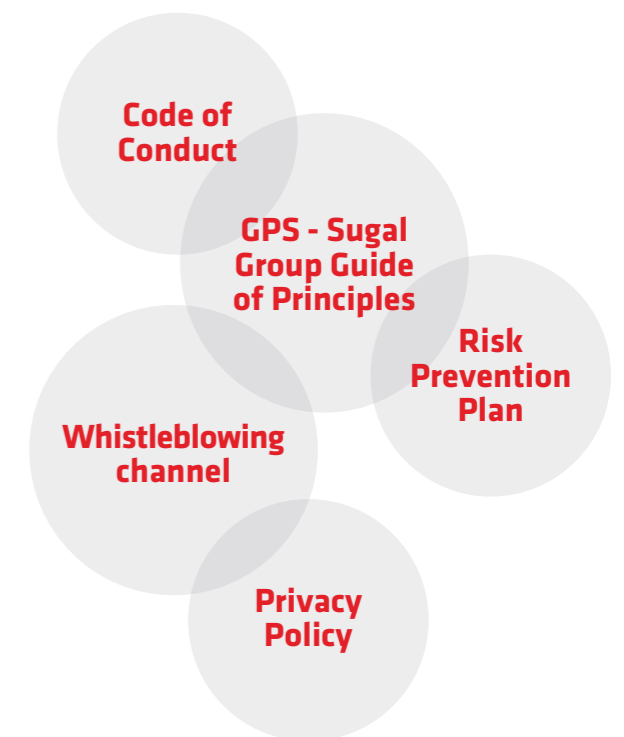 Code of
Conduct
GPS - Sugal
Group Guide
of Principles
Risk
Prevention
Plan
Whistleblowing
channel
Privacy
Policy